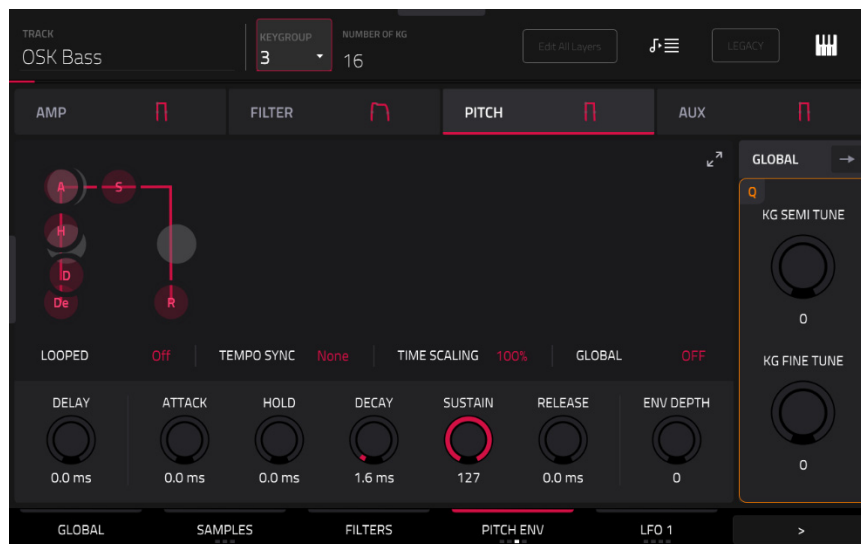 TRACK
OSK Bass
KEYGROUP
3
NUMBER OF KG
16
Edit All Layers
LEGACY
AMP
FILTER
PITCH
AUX
GLOBAL
Q
KG SEMI TUNE
0
KG FINE TUNE
0
A
S
H
D
De
R
LOOPED Off
TEMPO SYNC None
TIME SCALING 100%
GLOBAL OFF
DELAY ATTACK HOLD DECAY SUSTAIN RELEASE ENV DEPTH
0.0 ms 0.0 ms 0.0 ms 1.6 ms 127 0.0 ms 0
GLOBAL SAMPLES FILTERS PITCH ENV LFO 1 >